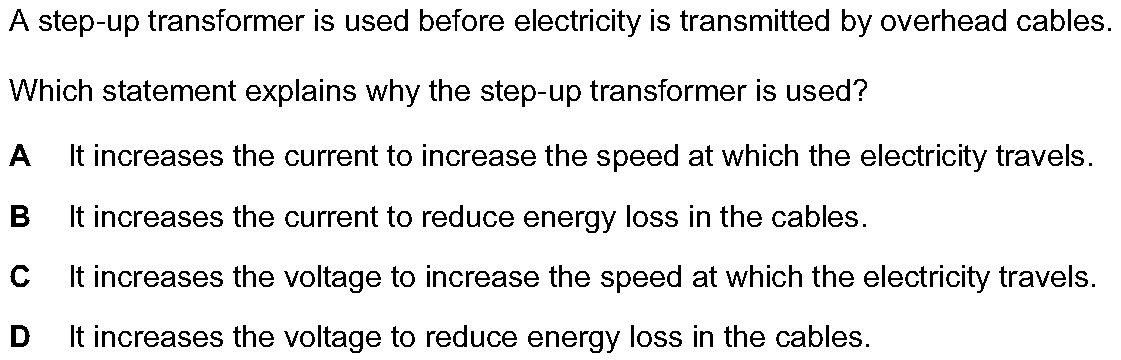 A step-up transformer is used before electricity is transmitted by overhead cables.
Which statement explains why the step-up transformer is used?
A It increases the current to increase the speed at which the electricity travels.
B It increases the current to reduce energy loss in the cables.
C It increases the voltage to increase the speed at which the electricity travels.
D It increases the voltage to reduce energy loss in the cables.